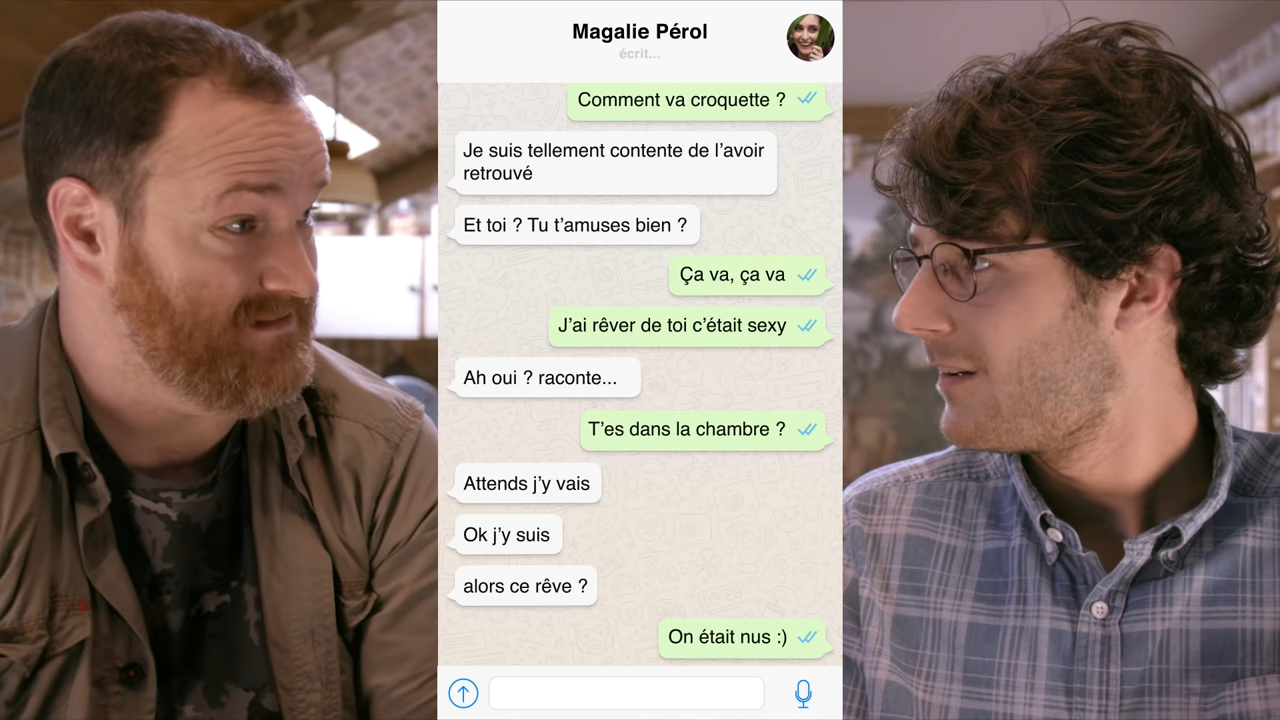 Magalie Pérol
écrit...
Comment va croquette ?
Je suis tellement contente de l’avoir
retrouvé
Et toi ? Tu t’amuses bien ?
Ça va, ça va
J’ai rêver de toi c’était sexy
Ah oui ? raconte...
T’es dans la chambre ?
Attends j’y vais
Ok j’y suis
alors ce rêve ?
On était nus :)